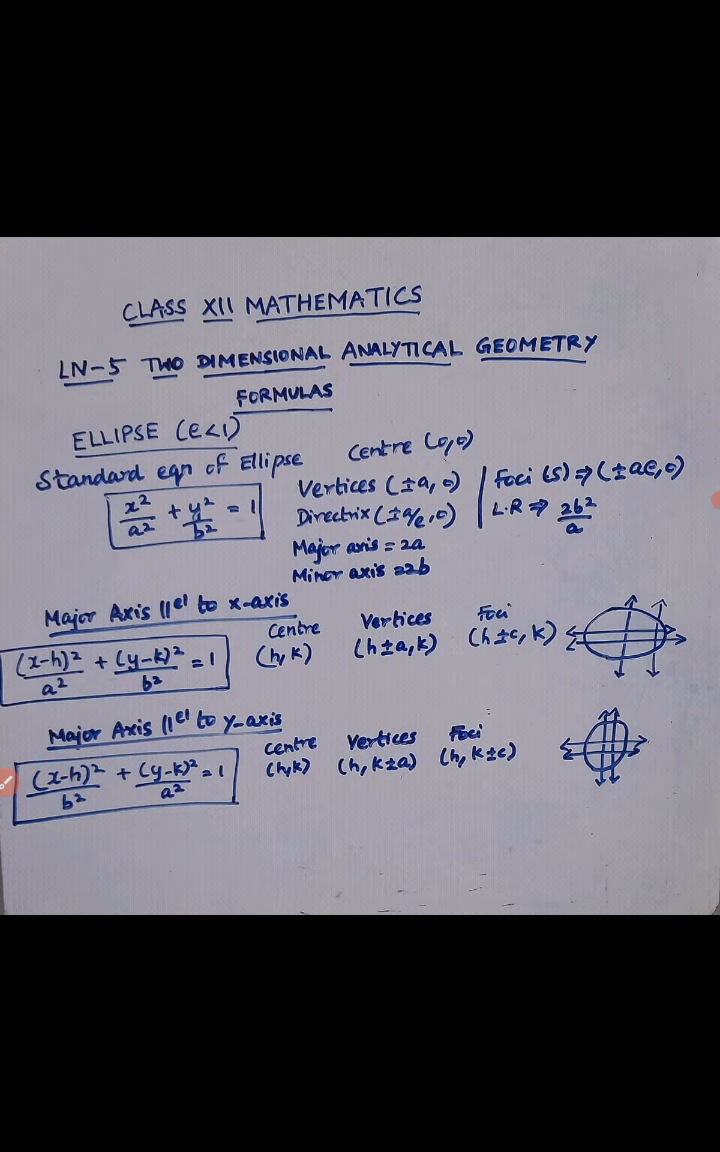 CLASS XII MATHEMATICS
LN-5 TWO DIMENSIONAL ANALYTICAL GEOMETRY
FORMULAS
ELLIPSE (e<1)
Standard eqn of Ellipse
x²/a² + y²/b² = 1
Centre (0,0)
Vertices (±a, 0)
Directrix (±a/e, 0)
Major axis = 2a
Minor axis = 2b
Foci (S) ⇒ (±ae, 0)
L.R ⇒ 2b²/a
Major Axis ||el to x-axis
(x-h)²/a² + (y-k)²/b² = 1
Centre
(h, k)
Vertices
(h±a, k)
Foci
(h±c, k)
Major Axis ||el to y-axis
(x-h)²/b² + (y-k)²/a² = 1
Centre
(h,k)
Vertices
(h, k±a)
Foci
(h, k±c)